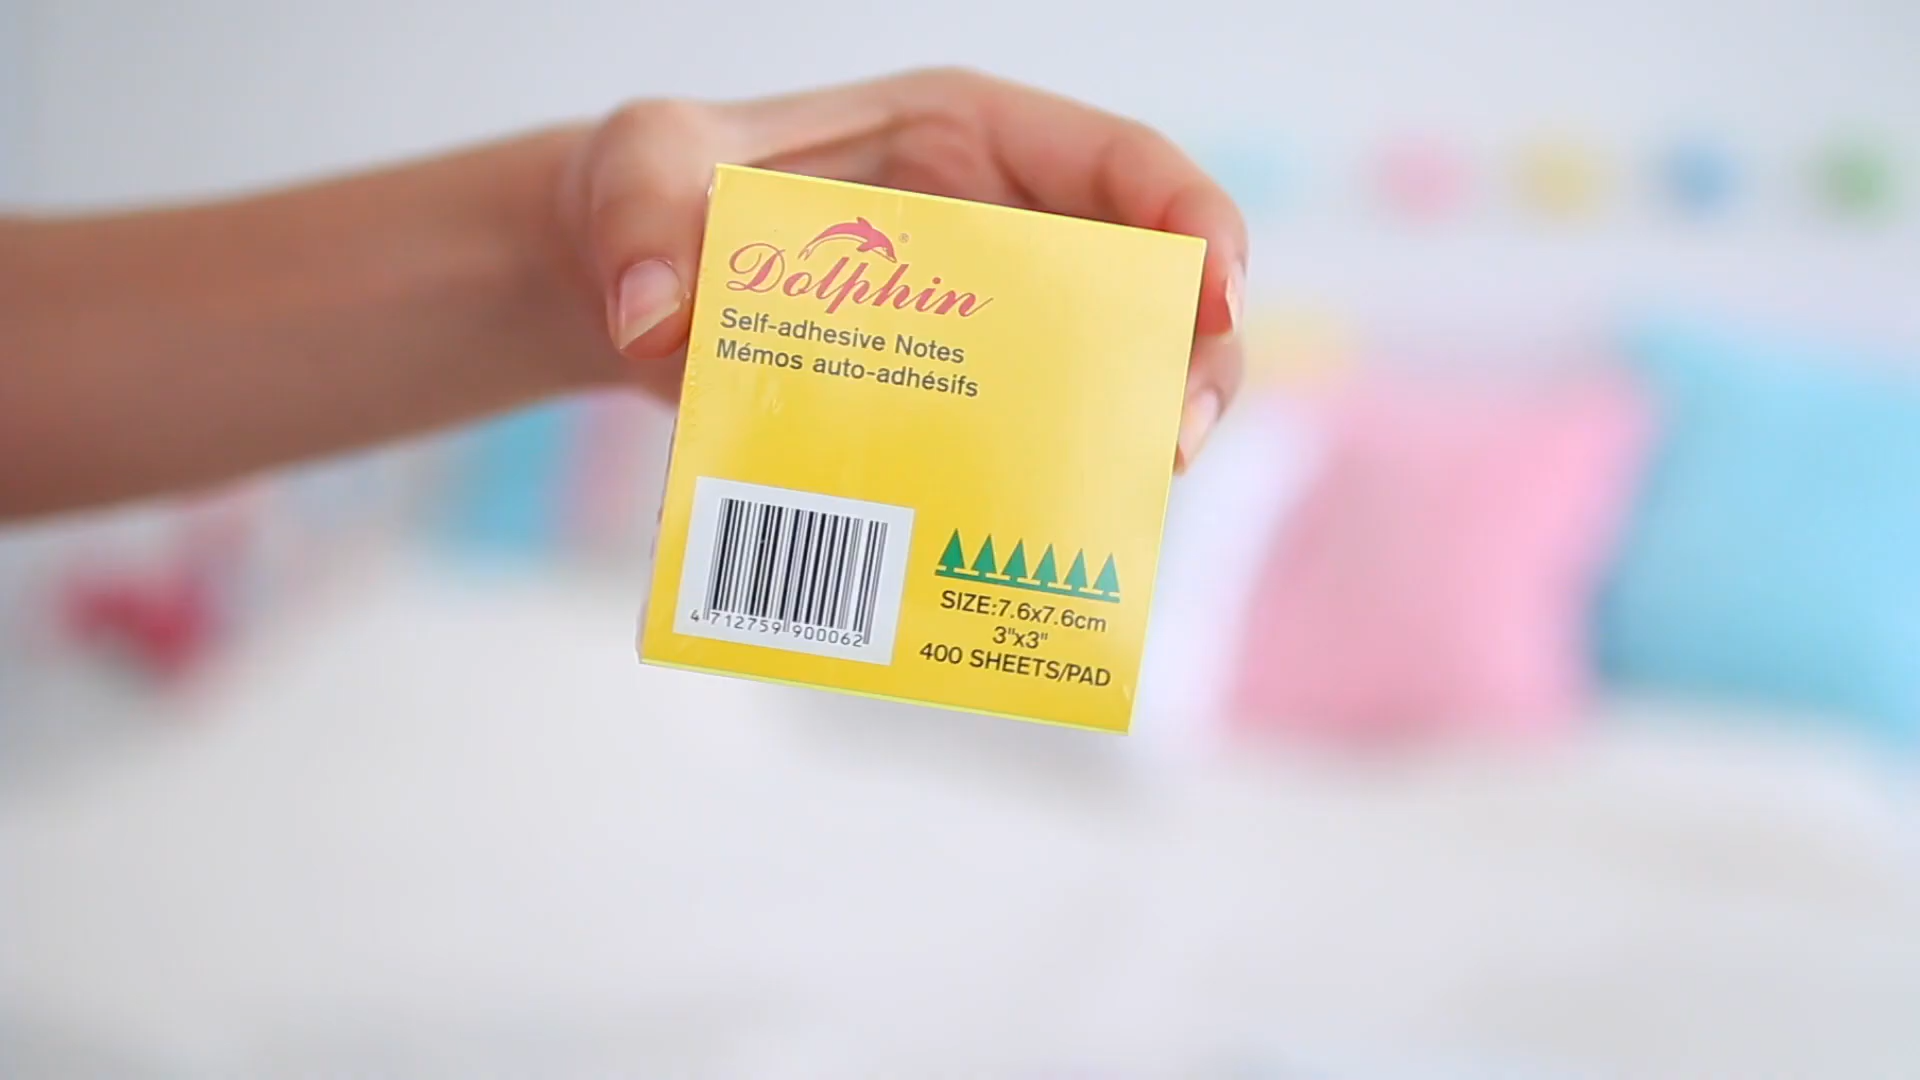 Dolphin®
Self-adhesive Notes
Mémos auto-adhésifs
4 712759 900062
SIZE:7.6x7.6cm
3"x3"
400 SHEETS/PAD